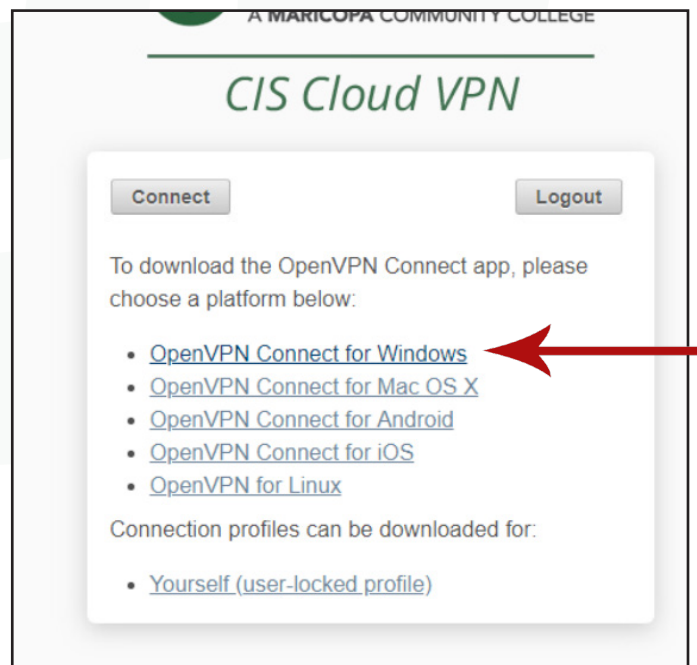 A MARICOPA COMMUNITY COLLEGE
CIS Cloud VPN
Connect
Logout
To download the OpenVPN Connect app, please
choose a platform below:
• OpenVPN Connect for Windows
• OpenVPN Connect for Mac OS X
• OpenVPN Connect for Android
• OpenVPN Connect for iOS
• OpenVPN for Linux
Connection profiles can be downloaded for:
• Yourself (user-locked profile)